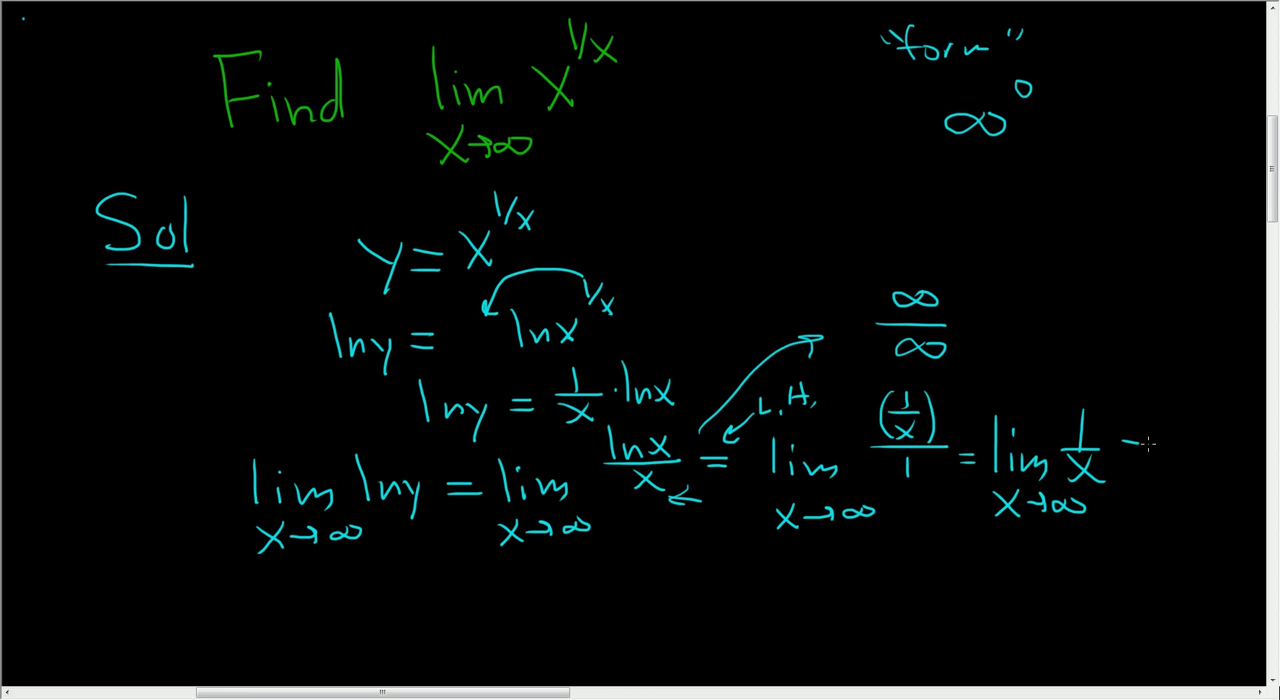 Find lim x→∞ x^1/x
"form"
∞^0
Sol
y = x^1/x
ln y = ln x^1/x
ln y = 1/x · ln x
∞/∞
L.H.
lim x→∞ ln y = lim x→∞ ln x/x = lim x→∞ (1/x)/1 = lim x→∞ 1/x -